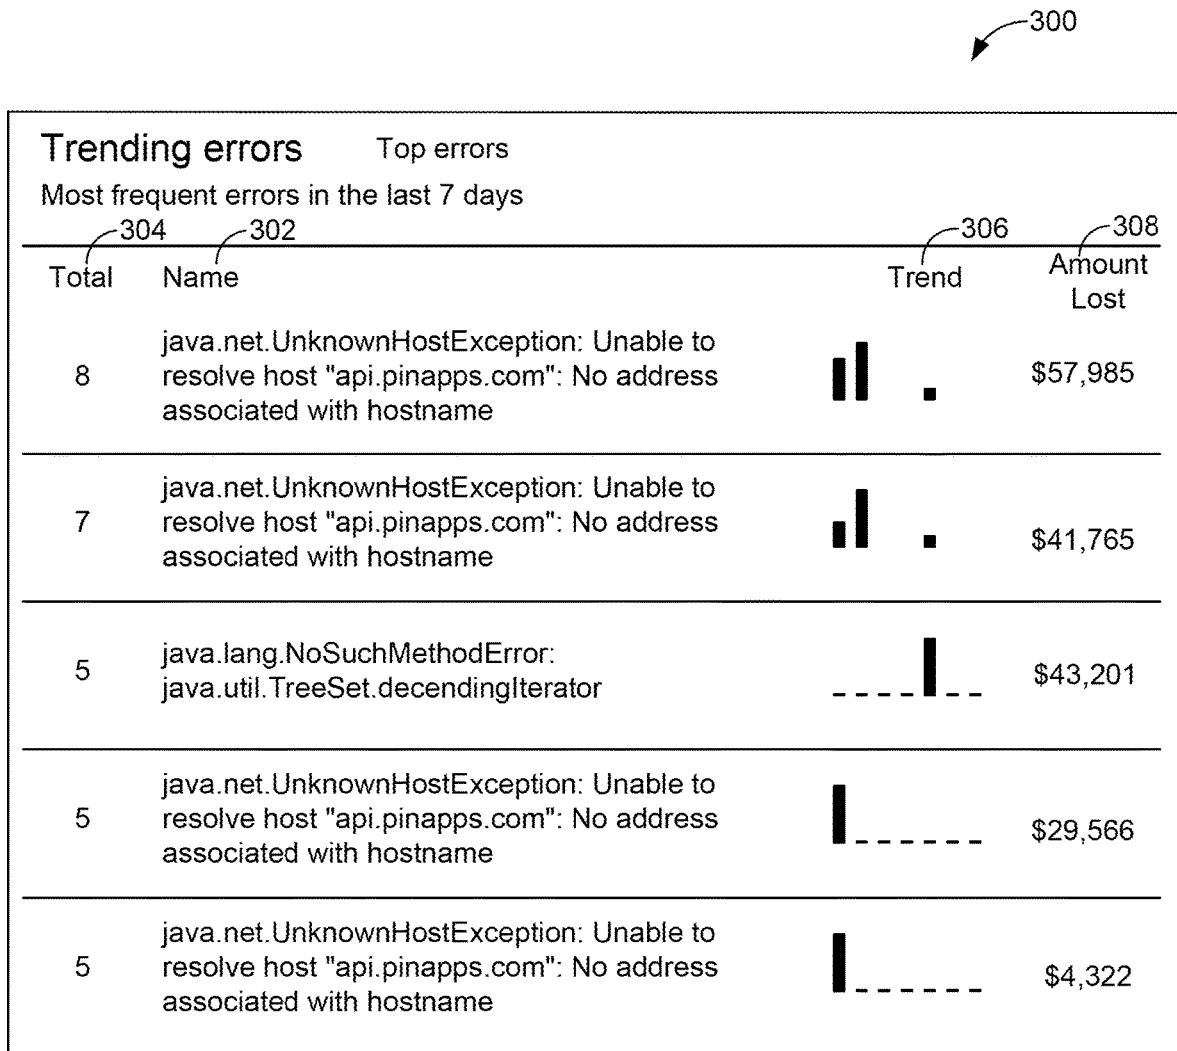 300
Trending errors Top errors
Most frequent errors in the last 7 days
304 302 306 308
Total Name Trend Amount
Lost
java.net.UnknownHostException: Unable to
8 resolve host "api.pinapps.com": No address $57,985
associated with hostname
java.net.UnknownHostException: Unable to
7 resolve host "api.pinapps.com": No address $41,765
associated with hostname
5 java.lang.NoSuchMethodError: $43,201
java.util.TreeSet.decendingIterator
java.net.UnknownHostException: Unable to
5 resolve host "api.pinapps.com": No address $29,566
associated with hostname
java.net.UnknownHostException: Unable to
5 resolve host "api.pinapps.com": No address $4,322
associated with hostname